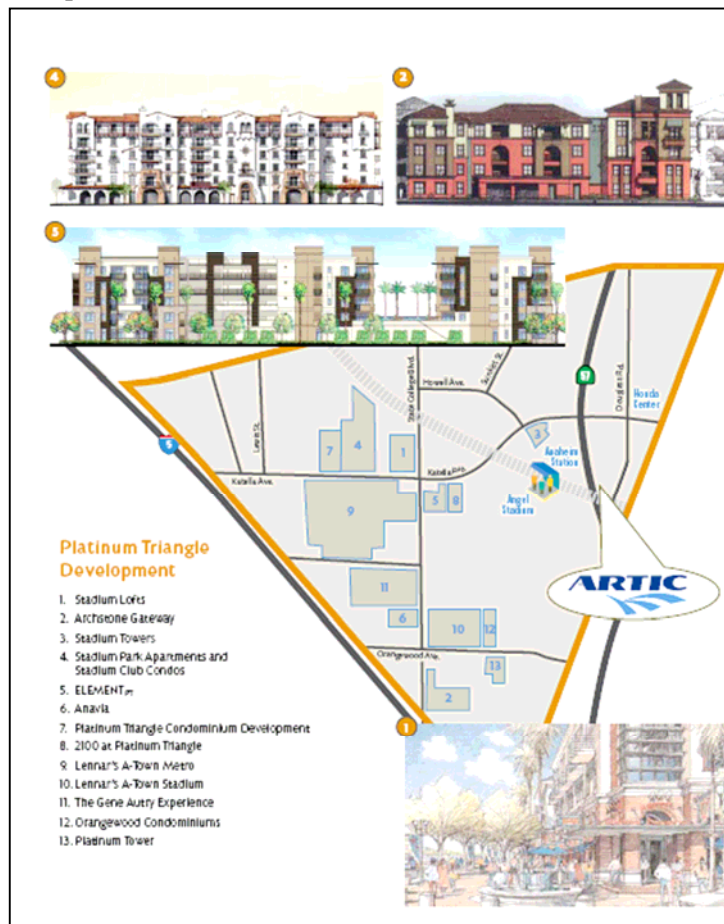 4
2
5
State College Blvd.
Howell Ave.
Sunkist St.
57
Douglass Rd.
Honda
Center
5
Lewis St.
7
4
1
3
Anaheim
Station
Katella Ave.
Katella Ave.
9
5
8
Angel
Stadium
ARTIC
11
6
10
12
Orangewood Ave.
13
2
Platinum Triangle
Development
1. Stadium Lofts
2. Archstone Gateway
3. Stadium Towers
4. Stadium Park Apartments and
Stadium Club Condos
5. ELEMENT
6. Anavia
7. Platinum Triangle Condominium Development
8. 2100 at Platinum Triangle
9. Lennar's A-Town Metro
10. Lennar's A-Town Stadium
11. The Gene Autry Experience
12. Orangewood Condominiums
13. Platinum Tower
1